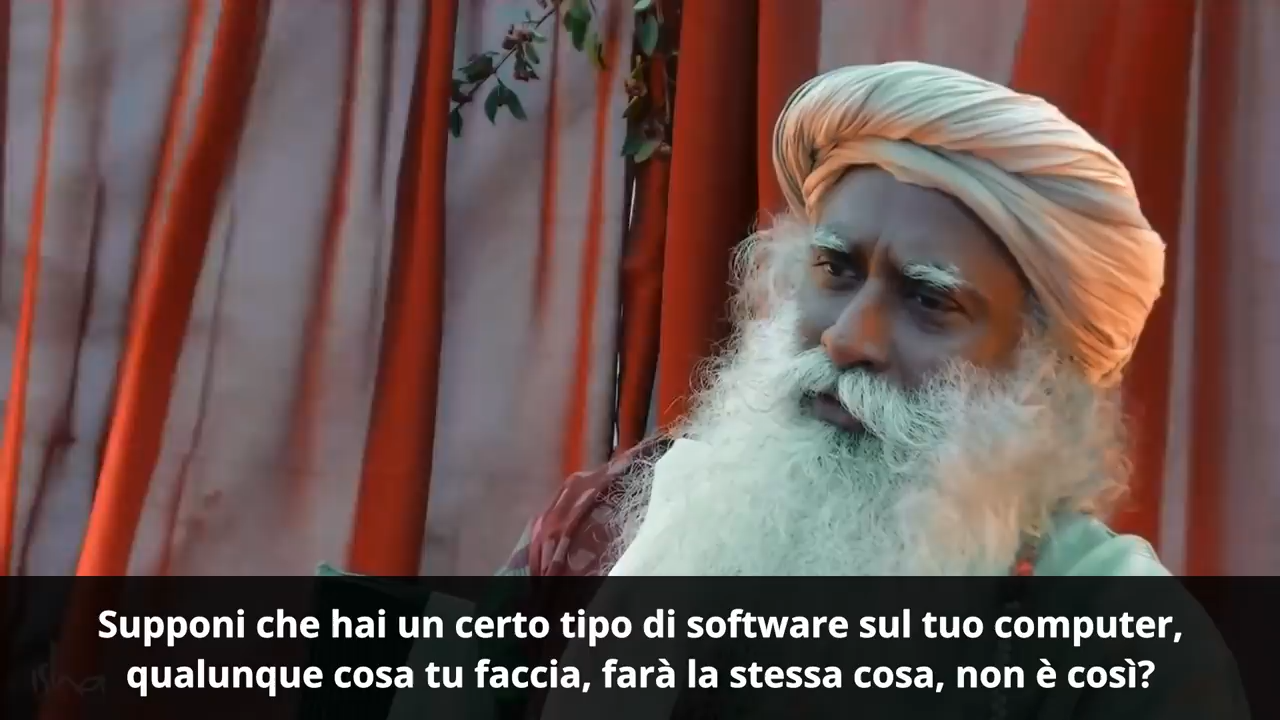 Supponi che hai un certo tipo di software sul tuo computer,
qualunque cosa tu faccia, farà la stessa cosa, non è così?